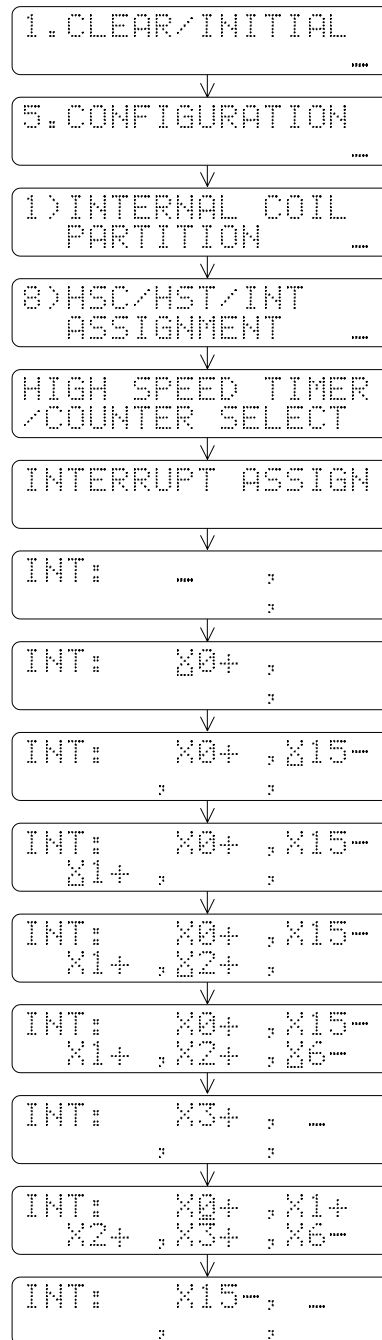 1.CLEAR/INITIAL
5.CONFIGURATION
1)INTERNAL COIL
PARTITION
8)HSC/HST/INT
ASSIGNMENT
HIGH SPEED TIMER
/COUNTER SELECT
INTERRUPT ASSIGN
INT: _ ,
,
INT: X0+ ,
,
INT: X0+ ,X15-
, ,
INT: X0+ ,X15-
X1+ , ,
INT: X0+ ,X15-
X1+ ,X2+ ,
INT: X0+ ,X15-
X1+ ,X2+ ,X6-
INT: X3+ , _
, ,
INT: X0+ ,X1+
X2+ ,X3+ ,X6-
INT: X15-, _
, ,